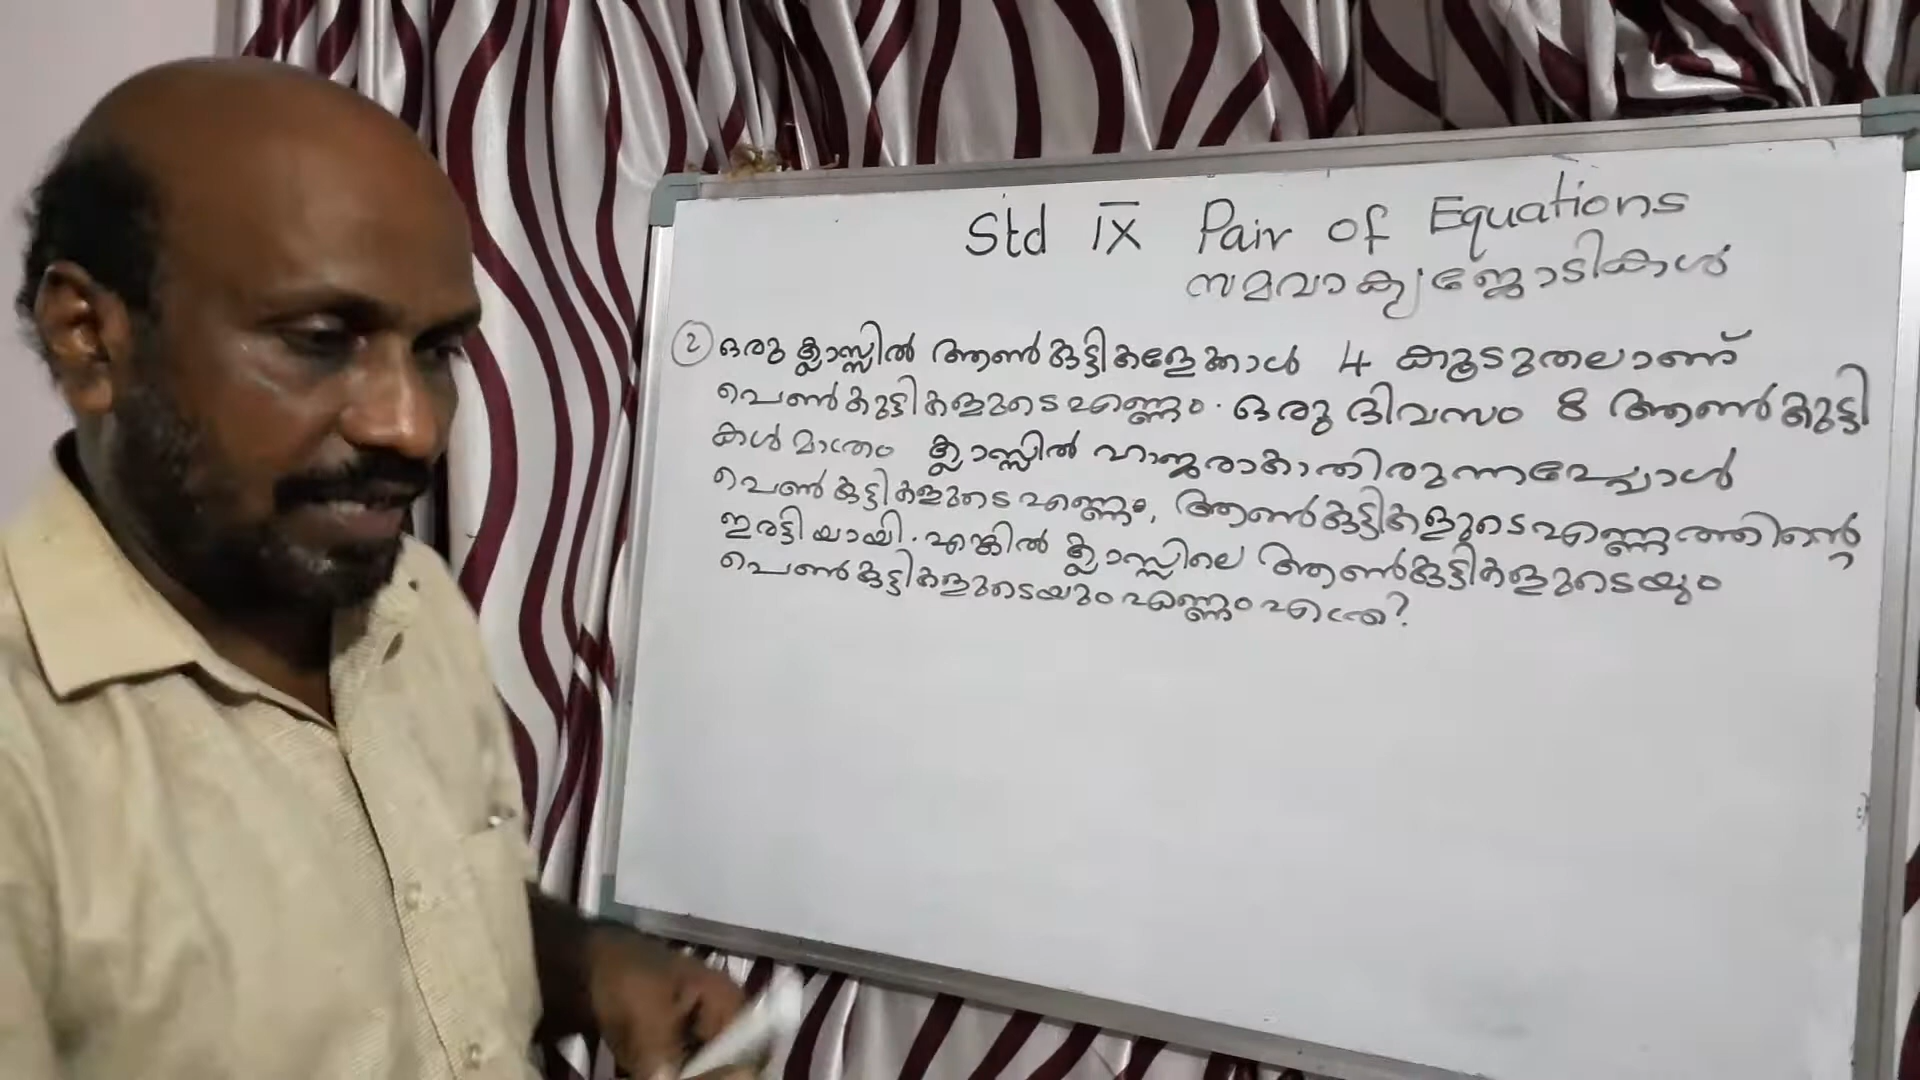 Std IX Pair of Equations
സമവാക്യജോടികൾ
② ഒരു ക്ലാസ്സിൽ ആൺകുട്ടികളേക്കാൾ 4 കൂടുതലാണ്
പെൺകുട്ടികളുടെ എണ്ണം. ഒരു ദിവസം 8 ആൺകുട്ടി
കൾ മാത്രം ക്ലാസ്സിൽ ഹാജരാകാതിരുന്നപ്പോൾ
പെൺകുട്ടികളുടെ എണ്ണം, ആൺകുട്ടികളുടെ എണ്ണത്തിന്റെ
ഇരട്ടിയായി. എങ്കിൽ ക്ലാസ്സിലെ ആൺകുട്ടികളുടെയും
പെൺകുട്ടികളുടെയും എണ്ണം എത്ര?